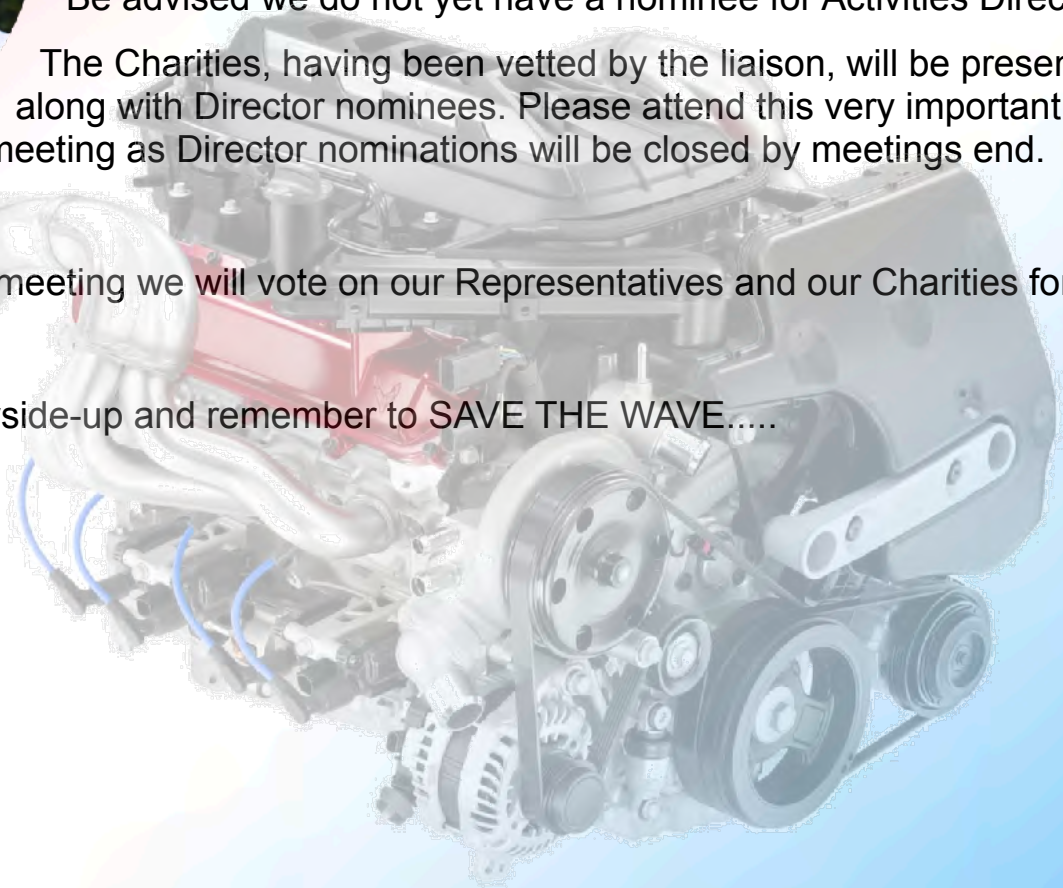 Be advised we do not yet have a nominee for Activities Direc
The Charities, having been vetted by the liaison, will be presen
along with Director nominees. Please attend this very important
meeting as Director nominations will be closed by meetings end.
meeting we will vote on our Representatives and our Charities for
side-up and remember to SAVE THE WAVE.....